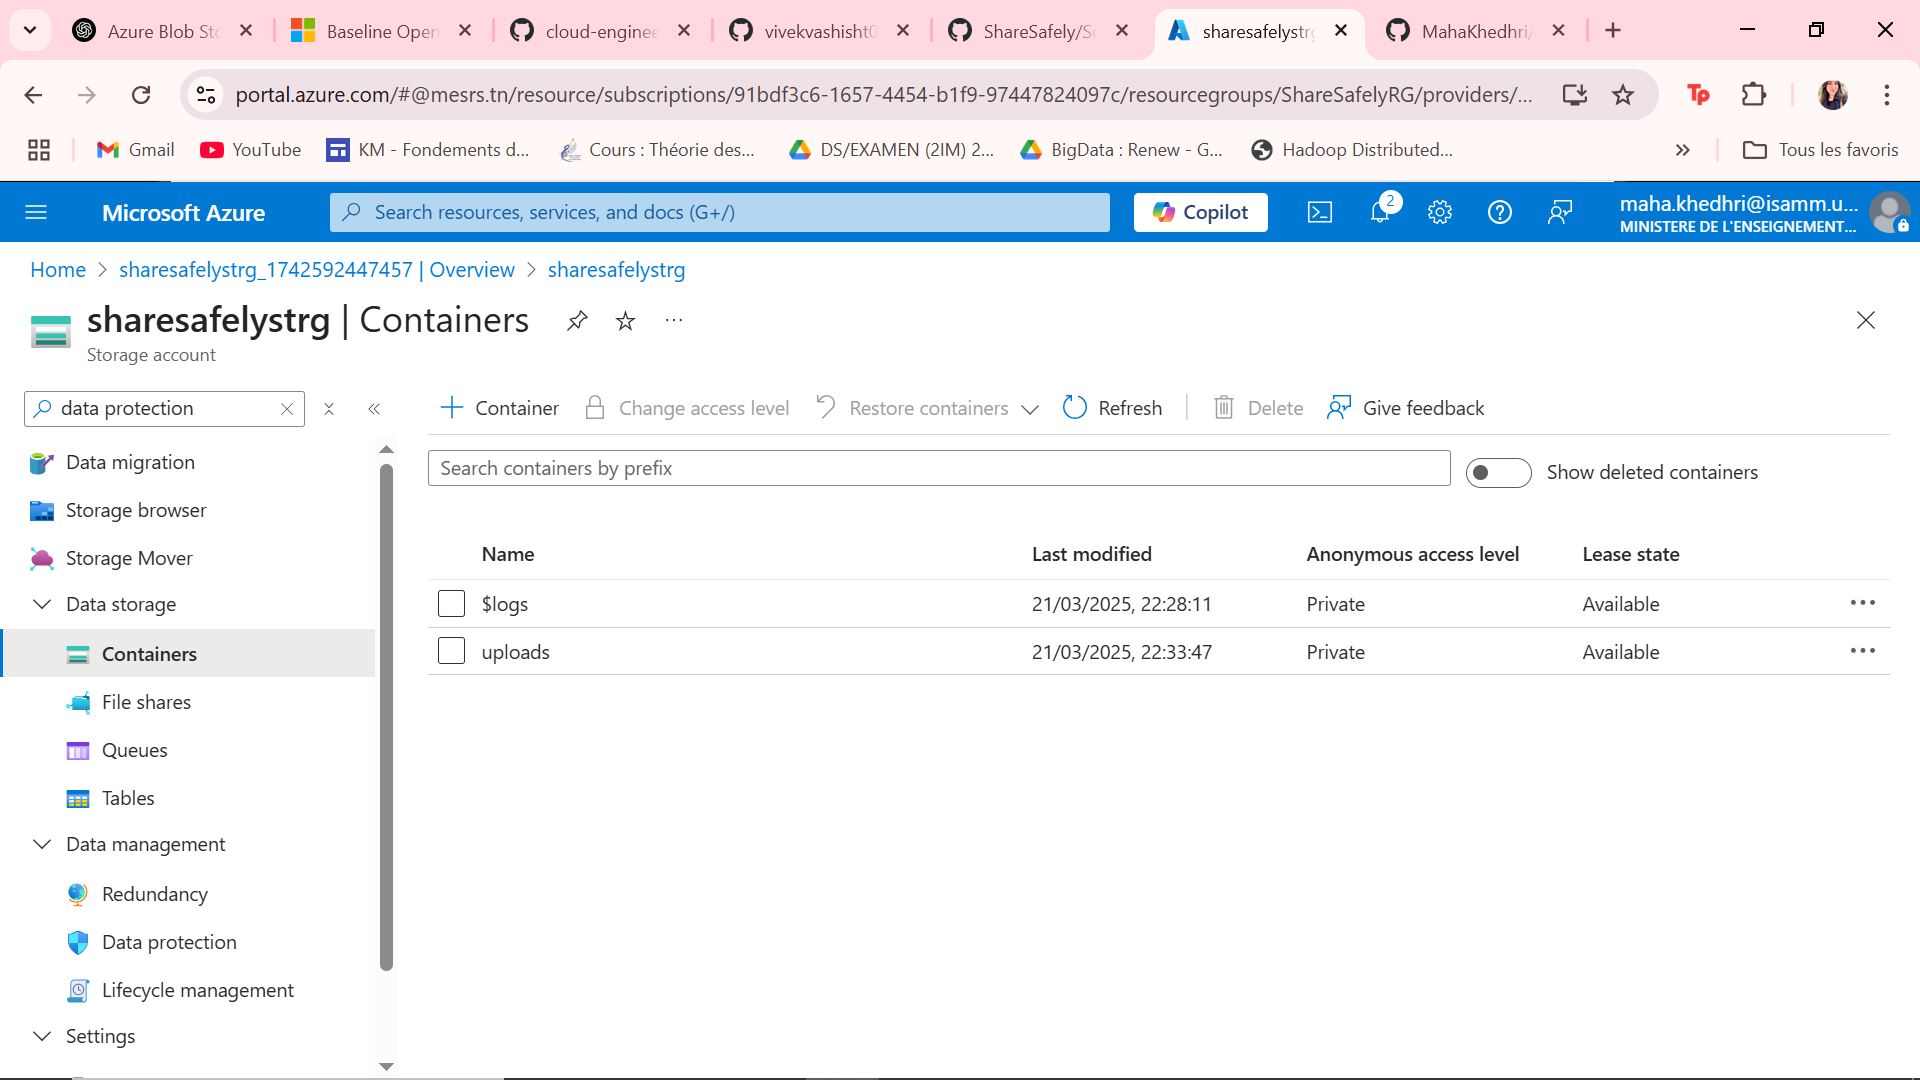 Azure Blob Sto
Baseline Open
cloud-enginee
vivekvashisht0
ShareSafely/Se
sharesafelystrg
MahaKhedhri/
portal.azure.com/#@mesrs.tn/resource/subscriptions/91bdf3c6-1657-4454-b1f9-97447824097c/resourcegroups/ShareSafelyRG/providers/...
Tp
Gmail
YouTube
KM - Fondements d...
Cours : Théorie des...
DS/EXAMEN (2IM) 2...
BigData : Renew - G...
Hadoop Distributed...
Tous les favoris
Microsoft Azure
Search resources, services, and docs (G+/)
Copilot
2
maha.khedhri@isamm.u...
MINISTERE DE L'ENSEIGNEMENT...
Home > sharesafelystrg_1742592447457 | Overview > sharesafelystrg
sharesafelystrg | Containers
Storage account
data protection
Container
Change access level
Restore containers
Refresh
Delete
Give feedback
Data migration
Storage browser
Storage Mover
Data storage
Containers
File shares
Queues
Tables
Data management
Redundancy
Data protection
Lifecycle management
Settings
Search containers by prefix
Show deleted containers
Name Last modified Anonymous access level Lease state
$logs 21/03/2025, 22:28:11 Private Available
uploads 21/03/2025, 22:33:47 Private Available